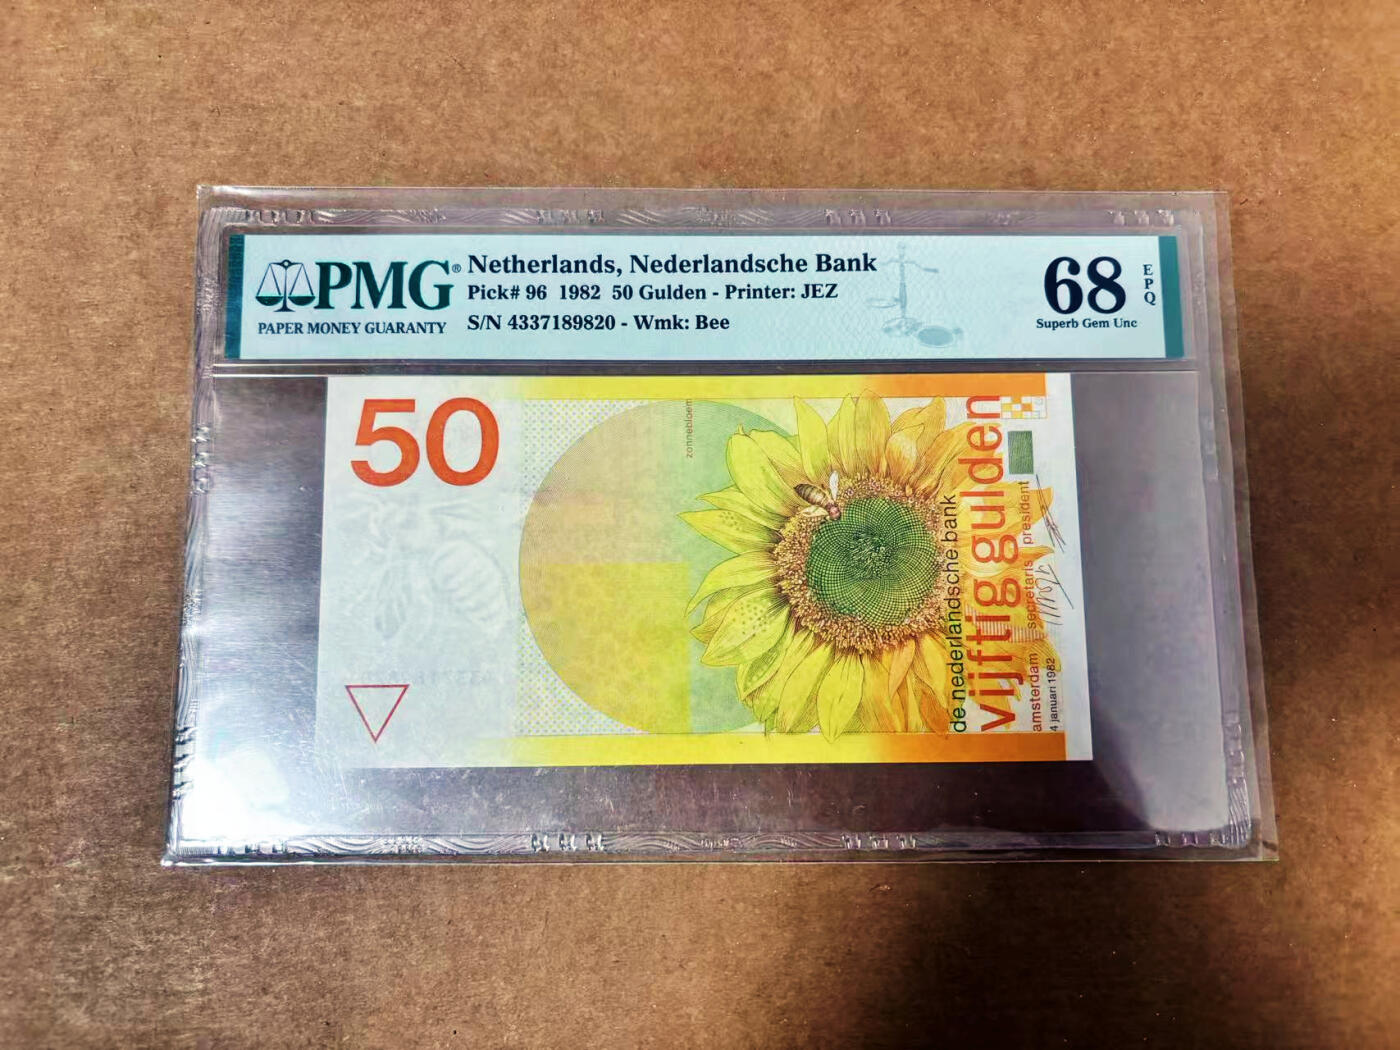 PMG®
PAPER MONEY GUARANTY
Netherlands, Nederlandsche Bank
Pick# 96 1982 50 Gulden - Printer: JEZ
S/N 4337189820 - Wmk: Bee
68
EPQ
Superb Gem Unc
50
zonnebloem
de nederlandsche bank
vijftig gulden
amsterdam secretaris president
4 januari 1982